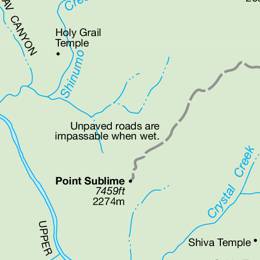 Holy Grail
Temple
Shinumo
Unpaved roads are
impassable when wet.
Point Sublime
7459ft
2274m
Crystal Creek
UPPER
Shiva Temple
CANYON